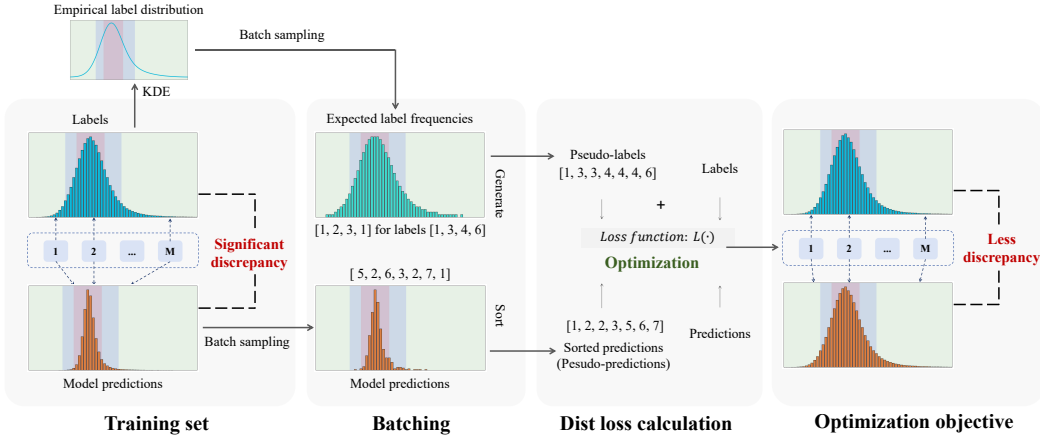 Empirical label distribution
Batch sampling
KDE
Labels
Significant
discrepancy
1 2 ... M
Model predictions
Batch sampling
Training set
Expected label frequencies
Generate
[1, 2, 3, 1] for labels [1, 3, 4, 6]
[ 5, 2, 6, 3, 2, 7, 1]
Sort
Model predictions
Batching
Pseudo-labels
[1, 3, 3, 4, 4, 4, 6]
Labels
+
Loss function: L(·)
Optimization
[1, 2, 2, 3, 5, 6, 7]
Sorted predictions
(Pesudo-predictions)
Predictions
Dist loss calculation
1 2 ... M
Less
discrepancy
Optimization objective